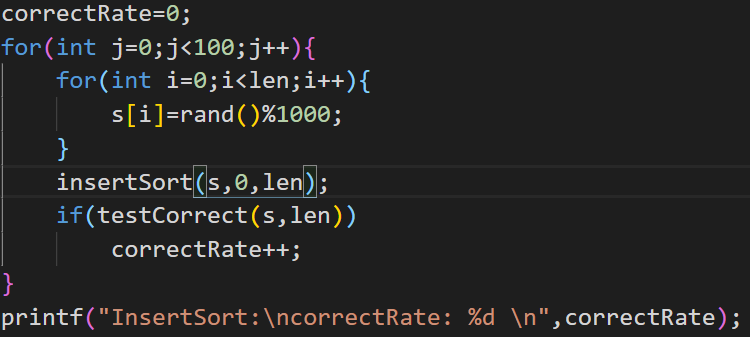 correctRate=0;
for(int j=0;j<100;j++){
    for(int i=0;i<len;i++){
        s[i]=rand()%1000;
    }
    insertSort(s,0,len);
    if(testCorrect(s,len))
        correctRate++;
}
printf("InsertSort:\ncorrectRate: %d \n",correctRate);